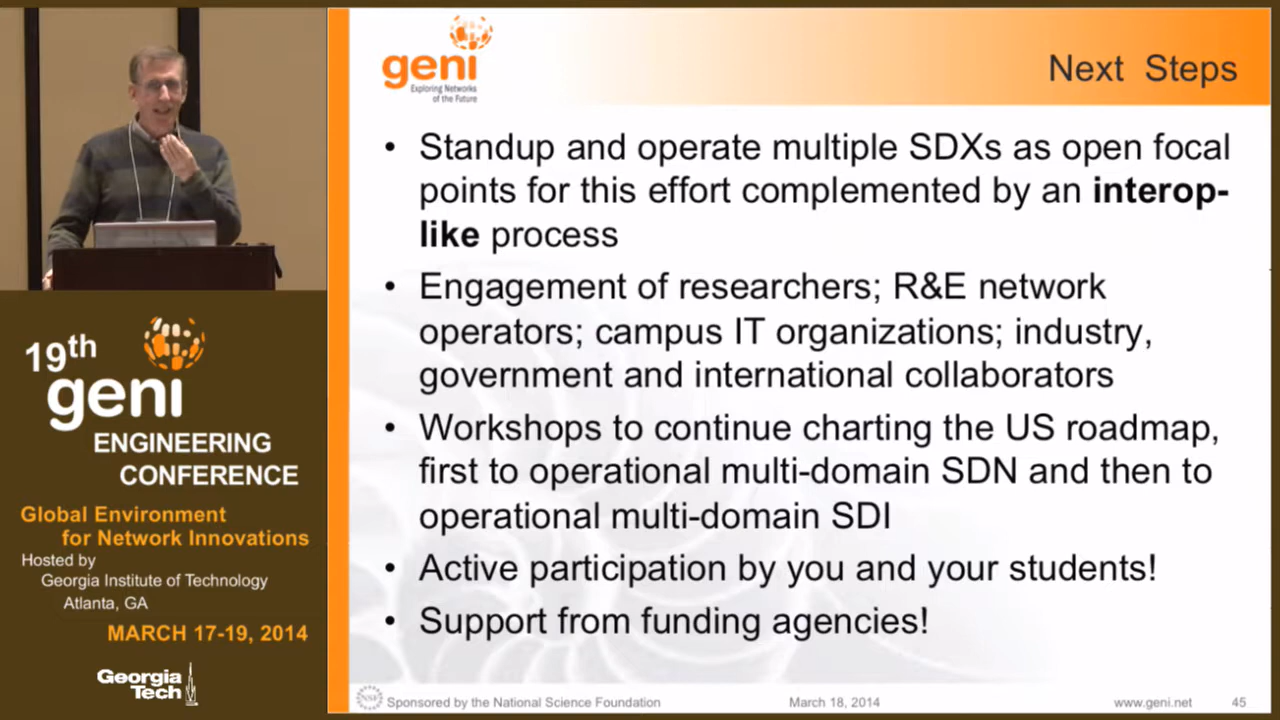 geni
Exploring Networks
of the Future
Next Steps
• Standup and operate multiple SDXs as open focal
points for this effort complemented by an interop-
like process
• Engagement of researchers; R&E network
operators; campus IT organizations; industry,
government and international collaborators
• Workshops to continue charting the US roadmap,
first to operational multi-domain SDN and then to
operational multi-domain SDI
• Active participation by you and your students!
• Support from funding agencies!
NSF Sponsored by the National Science Foundation
March 18, 2014
www.geni.net
45
19th
geni
ENGINEERING
CONFERENCE
Global Environment
for Network Innovations
Hosted by
Georgia Institute of Technology
Atlanta, GA
MARCH 17-19, 2014
Georgia
Tech